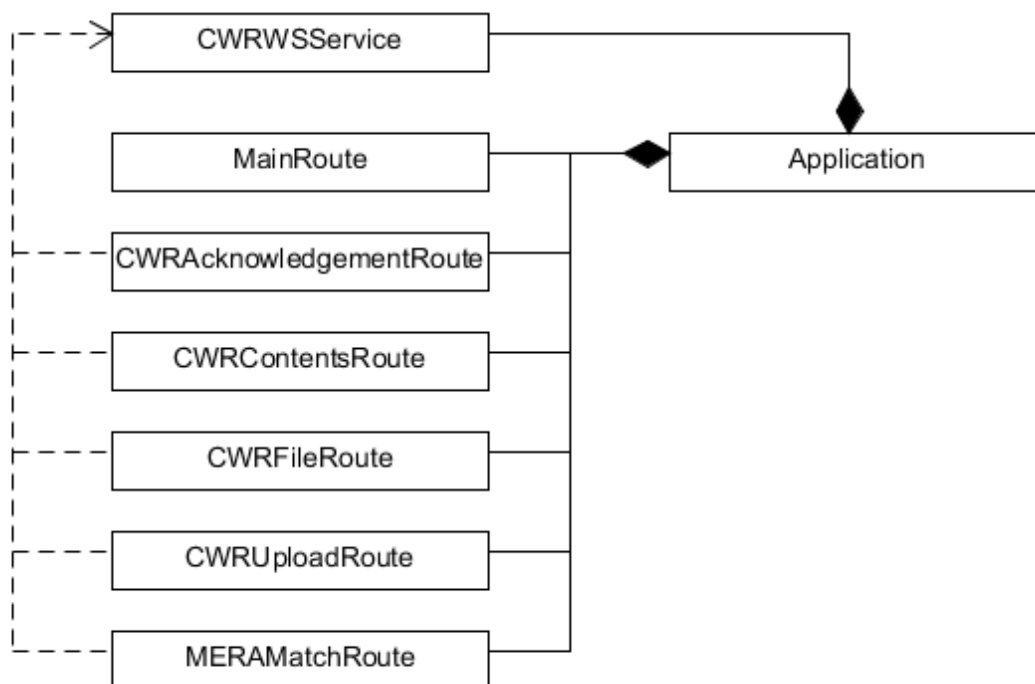 CWRWSService
MainRoute
Application
CWRAcknowledgementRoute
CWRContentsRoute
CWRFileRoute
CWRUploadRoute
MERAMatchRoute